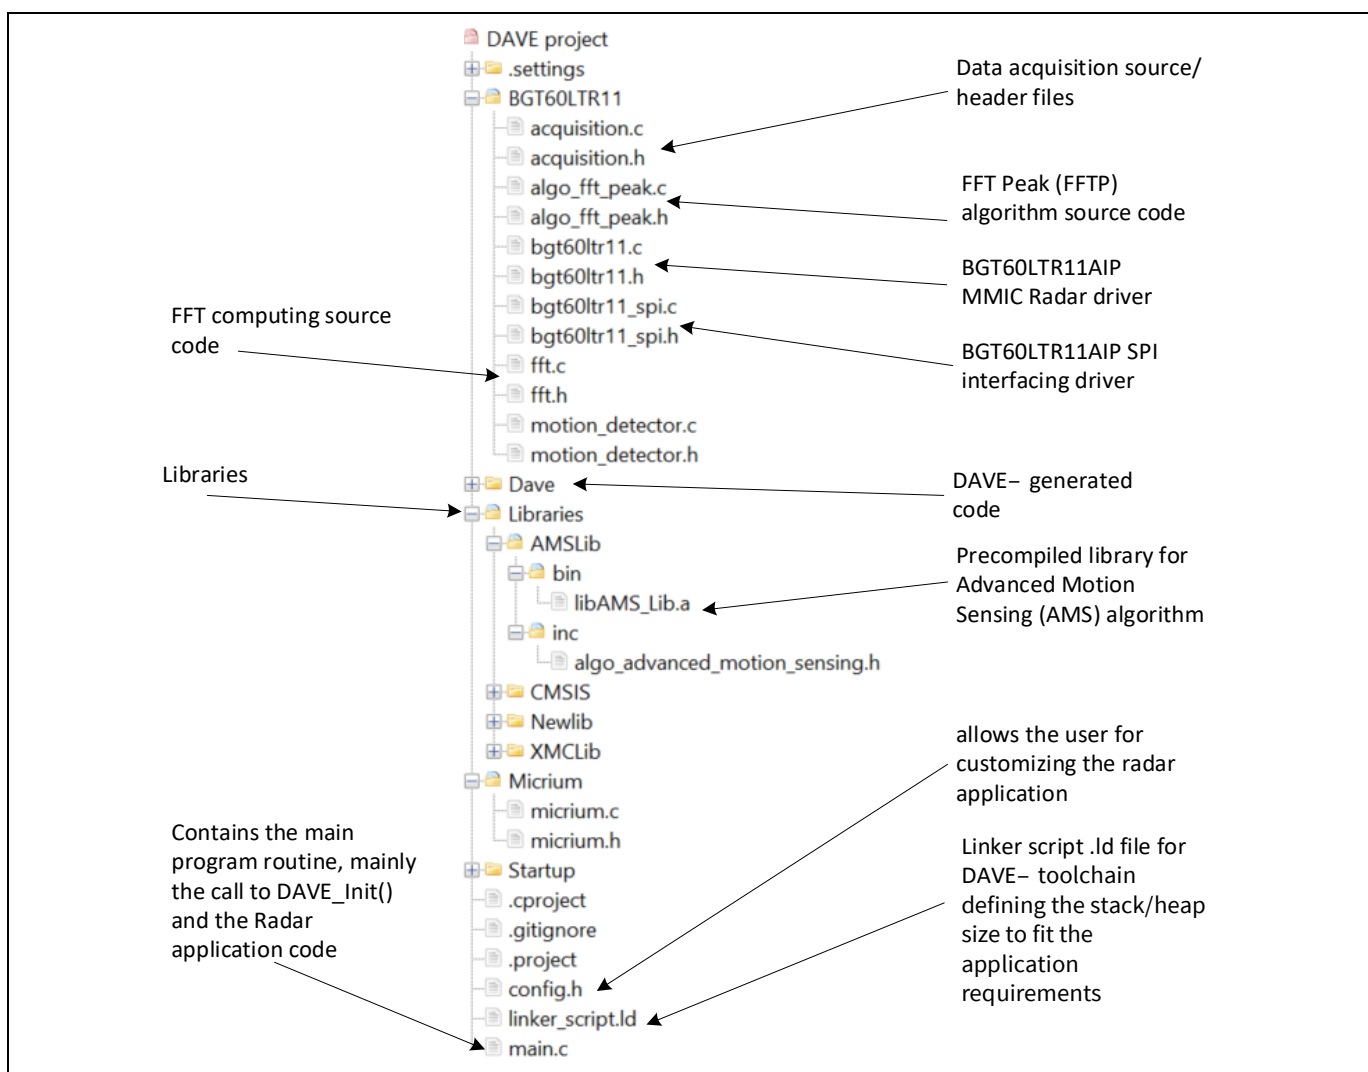 DAVE project
.settings
BGT60LTR11
acquisition.c
acquisition.h
algo_fft_peak.c
algo_fft_peak.h
bgt60ltr11.c
bgt60ltr11.h
bgt60ltr11_spi.c
bgt60ltr11_spi.h
fft.c
fft.h
motion_detector.c
motion_detector.h
Dave
Libraries
AMSLib
bin
libAMS_Lib.a
inc
algo_advanced_motion_sensing.h
CMSIS
Newlib
XMCLib
Micrium
micrium.c
micrium.h
Startup
.cproject
.gitignore
.project
config.h
linker_script.ld
main.c
FFT computing source
code
Libraries
Contains the main
program routine, mainly
the call to DAVE_Init()
and the Radar
application code
Data acquisition source/
header files
FFT Peak (FFTP)
algorithm source code
BGT60LTR11AIP
MMIC Radar driver
BGT60LTR11AIP SPI
interfacing driver
DAVE– generated
code
Precompiled library for
Advanced Motion
Sensing (AMS) algorithm
allows the user for
customizing the radar
application
Linker script .ld file for
DAVE– toolchain
defining the stack/heap
size to fit the
application
requirements